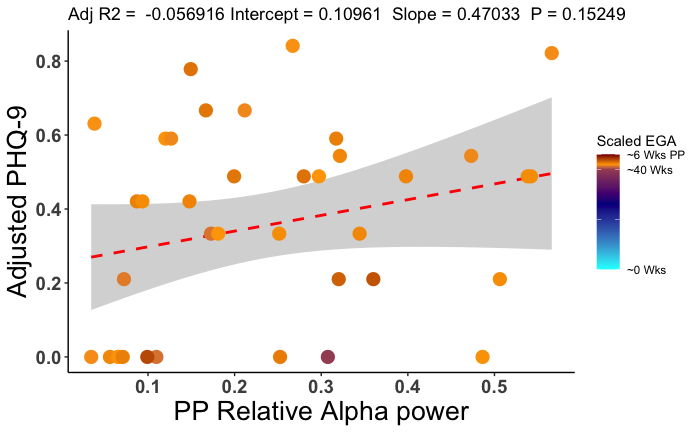 Adj R2 =  -0.056916 Intercept = 0.10961  Slope = 0.47033  P = 0.15249
Adjusted PHQ-9
0.8
0.6
0.4
0.2
0.0
0.1
0.2
0.3
0.4
0.5
PP Relative Alpha power
Scaled EGA
~6 Wks PP
~40 Wks
~0 Wks